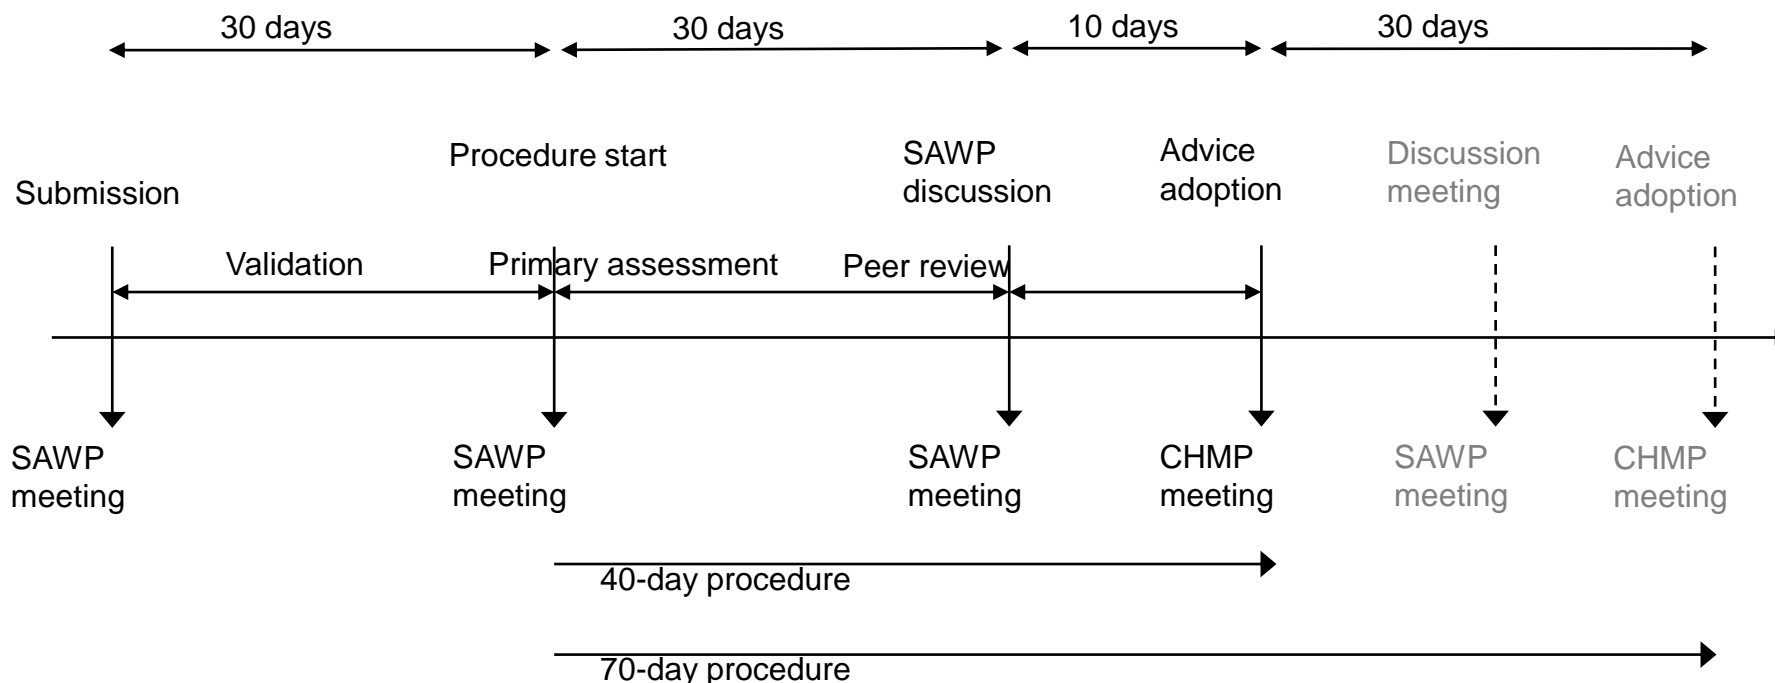 30 days
30 days
10 days
30 days
Submission
Procedure start
SAWP
discussion
Advice
adoption
Discussion
meeting
Advice
adoption
Validation
Primary assessment
Peer review
SAWP
meeting
SAWP
meeting
SAWP
meeting
CHMP
meeting
SAWP
meeting
CHMP
meeting
40-day procedure
70-day procedure